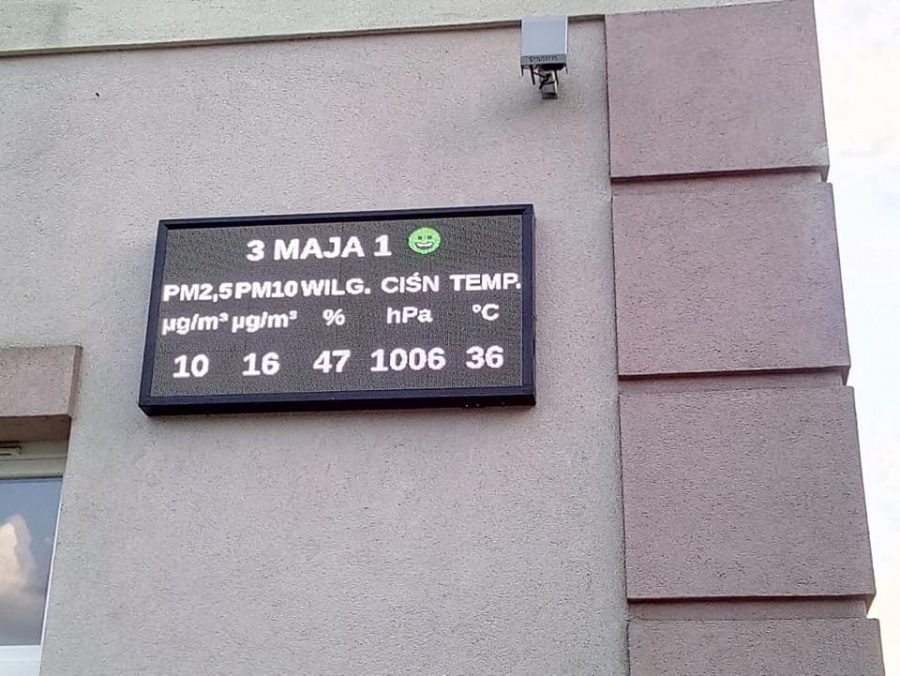 3 MAJA 1
PM2,5 PM10 WILG. CIŚN TEMP.
µg/m³ µg/m³ % hPa °C
10 16 47 1006 36